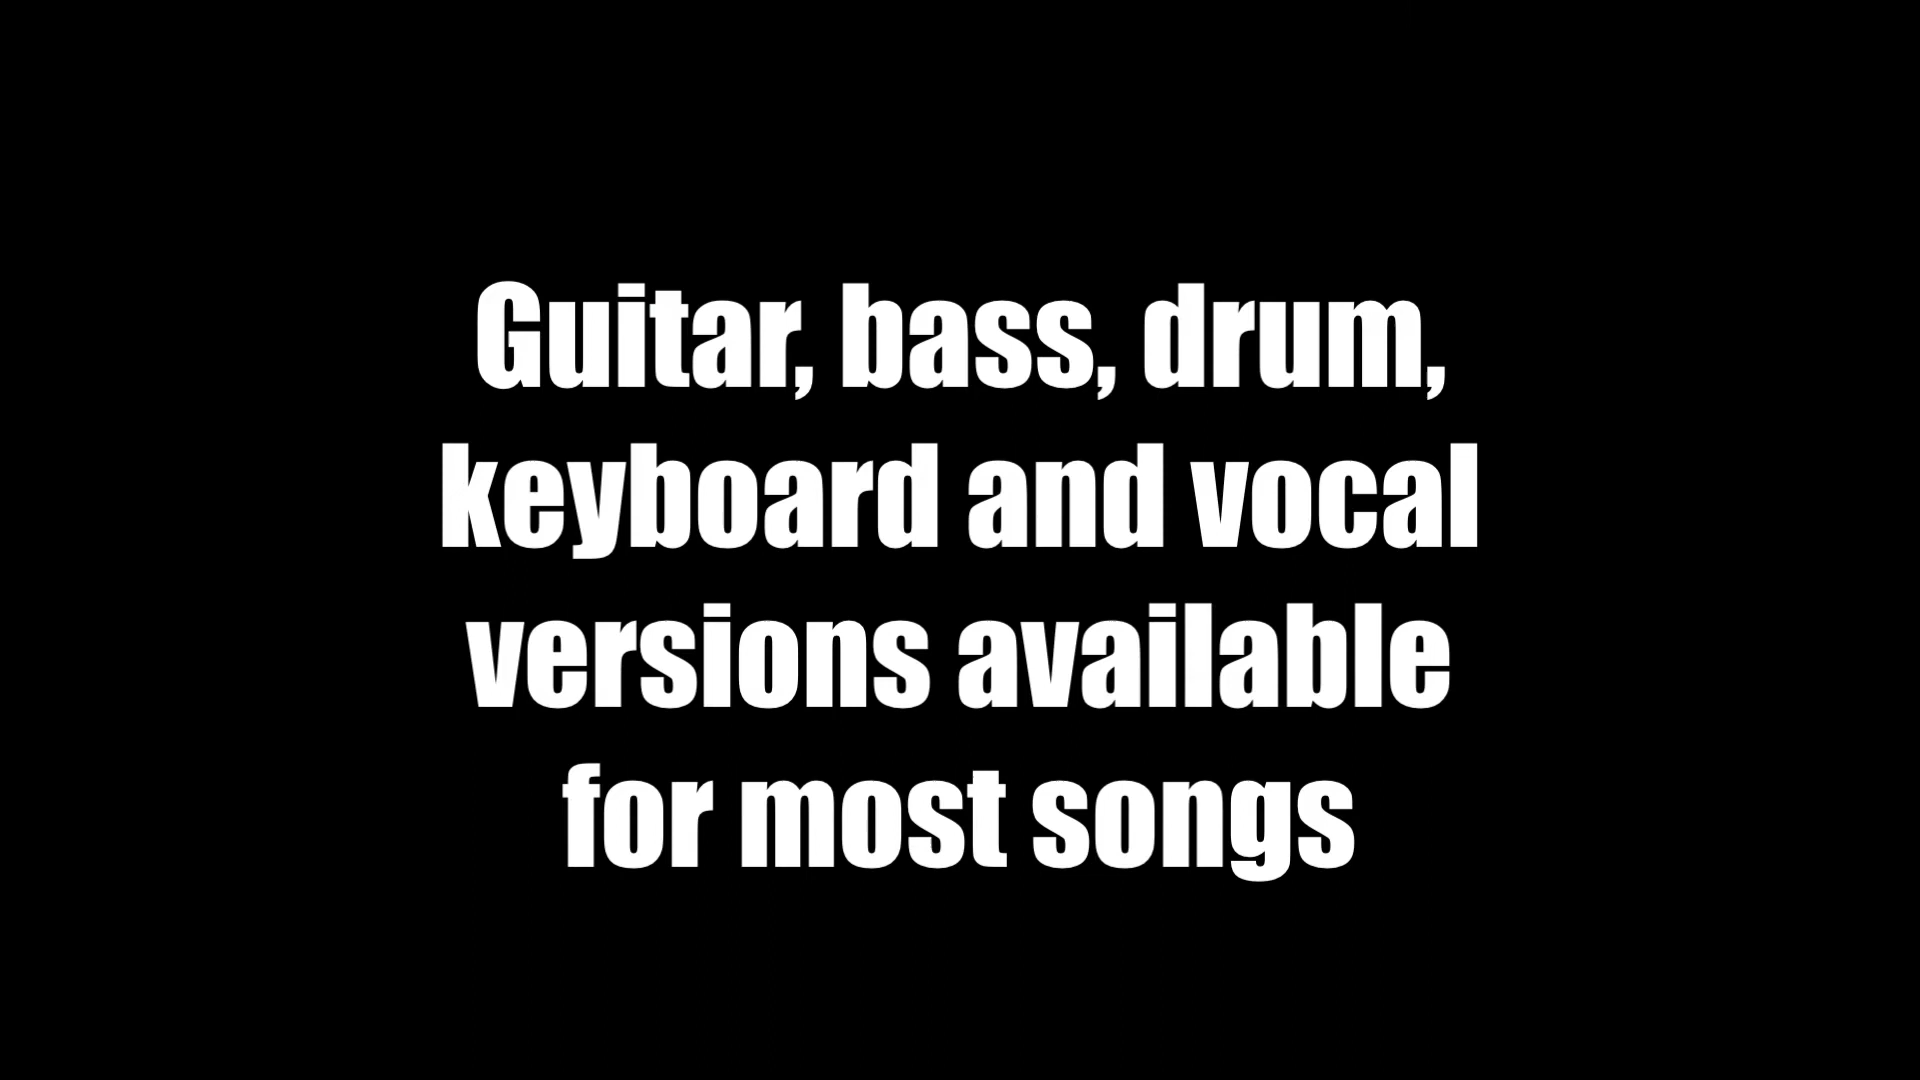 Guitar, bass, drum,
keyboard and vocal
versions available
for most songs